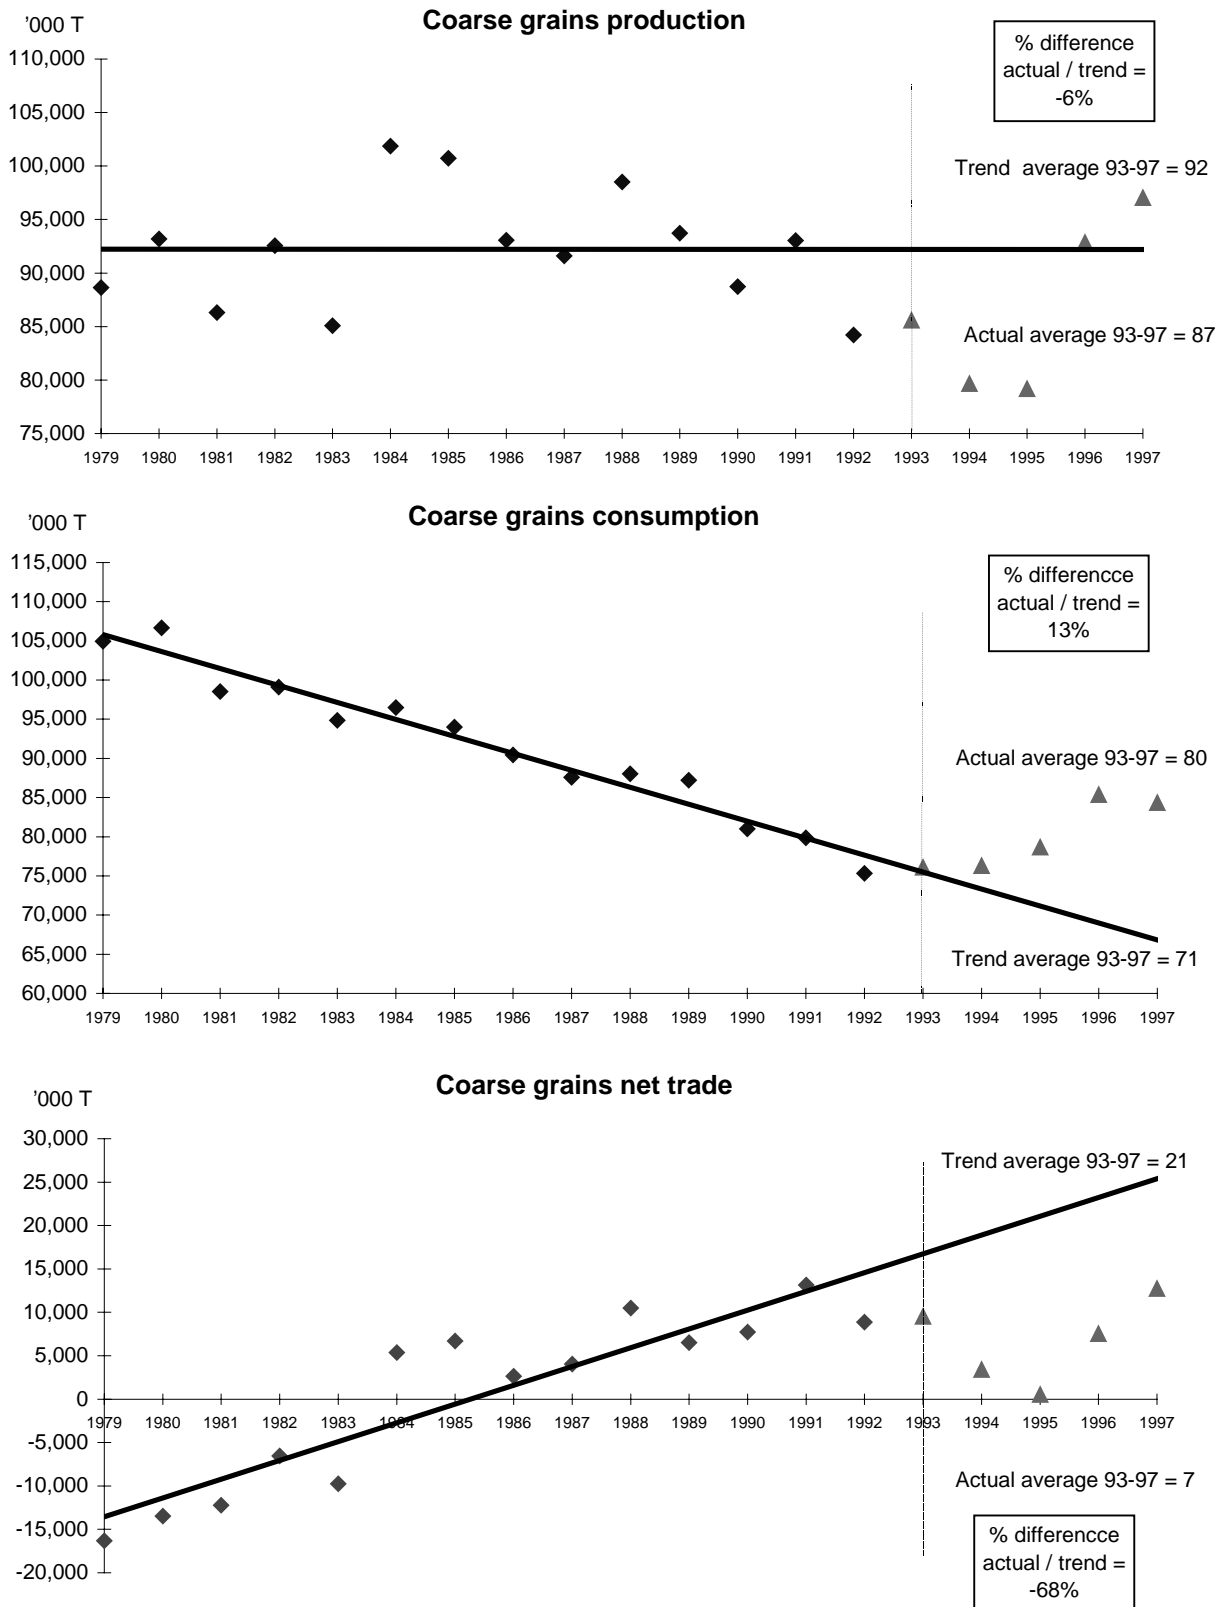 Coarse grains production
'000 T
% difference
actual / trend =
-6%
110,000
105,000
100,000
95,000
90,000
85,000
80,000
75,000
Trend  average 93-97 = 92
Actual average 93-97 = 87
1979 1980 1981 1982 1983 1984 1985 1986 1987 1988 1989 1990 1991 1992 1993 1994 1995 1996 1997
Coarse grains consumption
'000 T
% differencce
actual / trend =
13%
115,000
110,000
105,000
100,000
95,000
90,000
85,000
80,000
75,000
70,000
65,000
60,000
Actual average 93-97 = 80
Trend average 93-97 = 71
1979 1980 1981 1982 1983 1984 1985 1986 1987 1988 1989 1990 1991 1992 1993 1994 1995 1996 1997
Coarse grains net trade
'000 T
30,000
25,000
20,000
15,000
10,000
5,000
0
-5,000
-10,000
-15,000
-20,000
Trend average 93-97 = 21
1979 1980 1981 1982 1983 1984 1985 1986 1987 1988 1989 1990 1991 1992 1993 1994 1995 1996 1997
Actual average 93-97 = 7
% differencce
actual / trend =
-68%